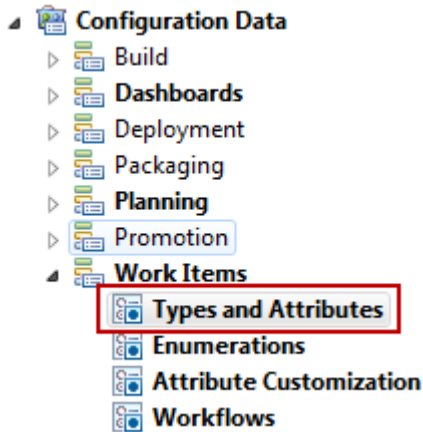 Configuration Data
Build
Dashboards
Deployment
Packaging
Planning
Promotion
Work Items
Types and Attributes
Enumerations
Attribute Customization
Workflows